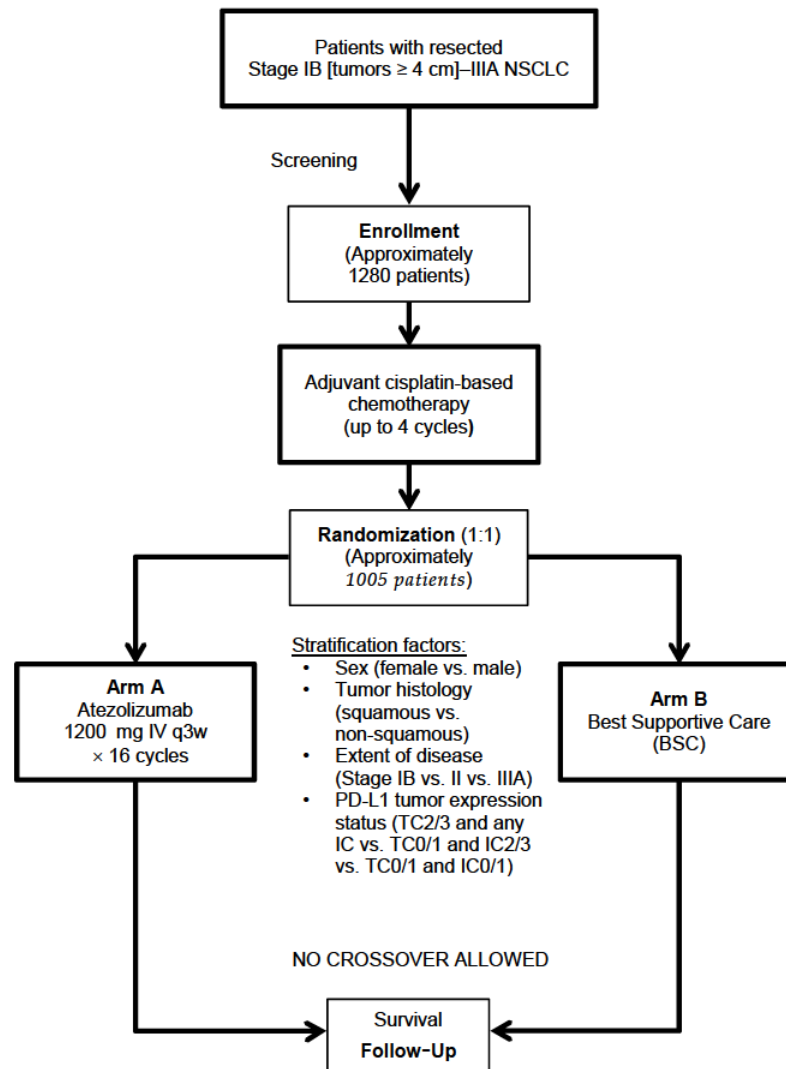 Patients with resected
Stage IB [tumors ≥ 4 cm]–IIIA NSCLC
Screening
Enrollment
(Approximately
1280 patients)
Adjuvant cisplatin-based
chemotherapy
(up to 4 cycles)
Randomization (1:1)
(Approximately
1005 patients)
Arm A
Atezolizumab
1200 mg IV q3w
× 16 cycles
Stratification factors:
• Sex (female vs. male)
• Tumor histology
(squamous vs.
non-squamous)
• Extent of disease
(Stage IB vs. II vs. IIIA)
• PD-L1 tumor expression
status (TC2/3 and any
IC vs. TC0/1 and IC2/3
vs. TC0/1 and IC0/1)
Arm B
Best Supportive Care
(BSC)
NO CROSSOVER ALLOWED
Survival
Follow-Up